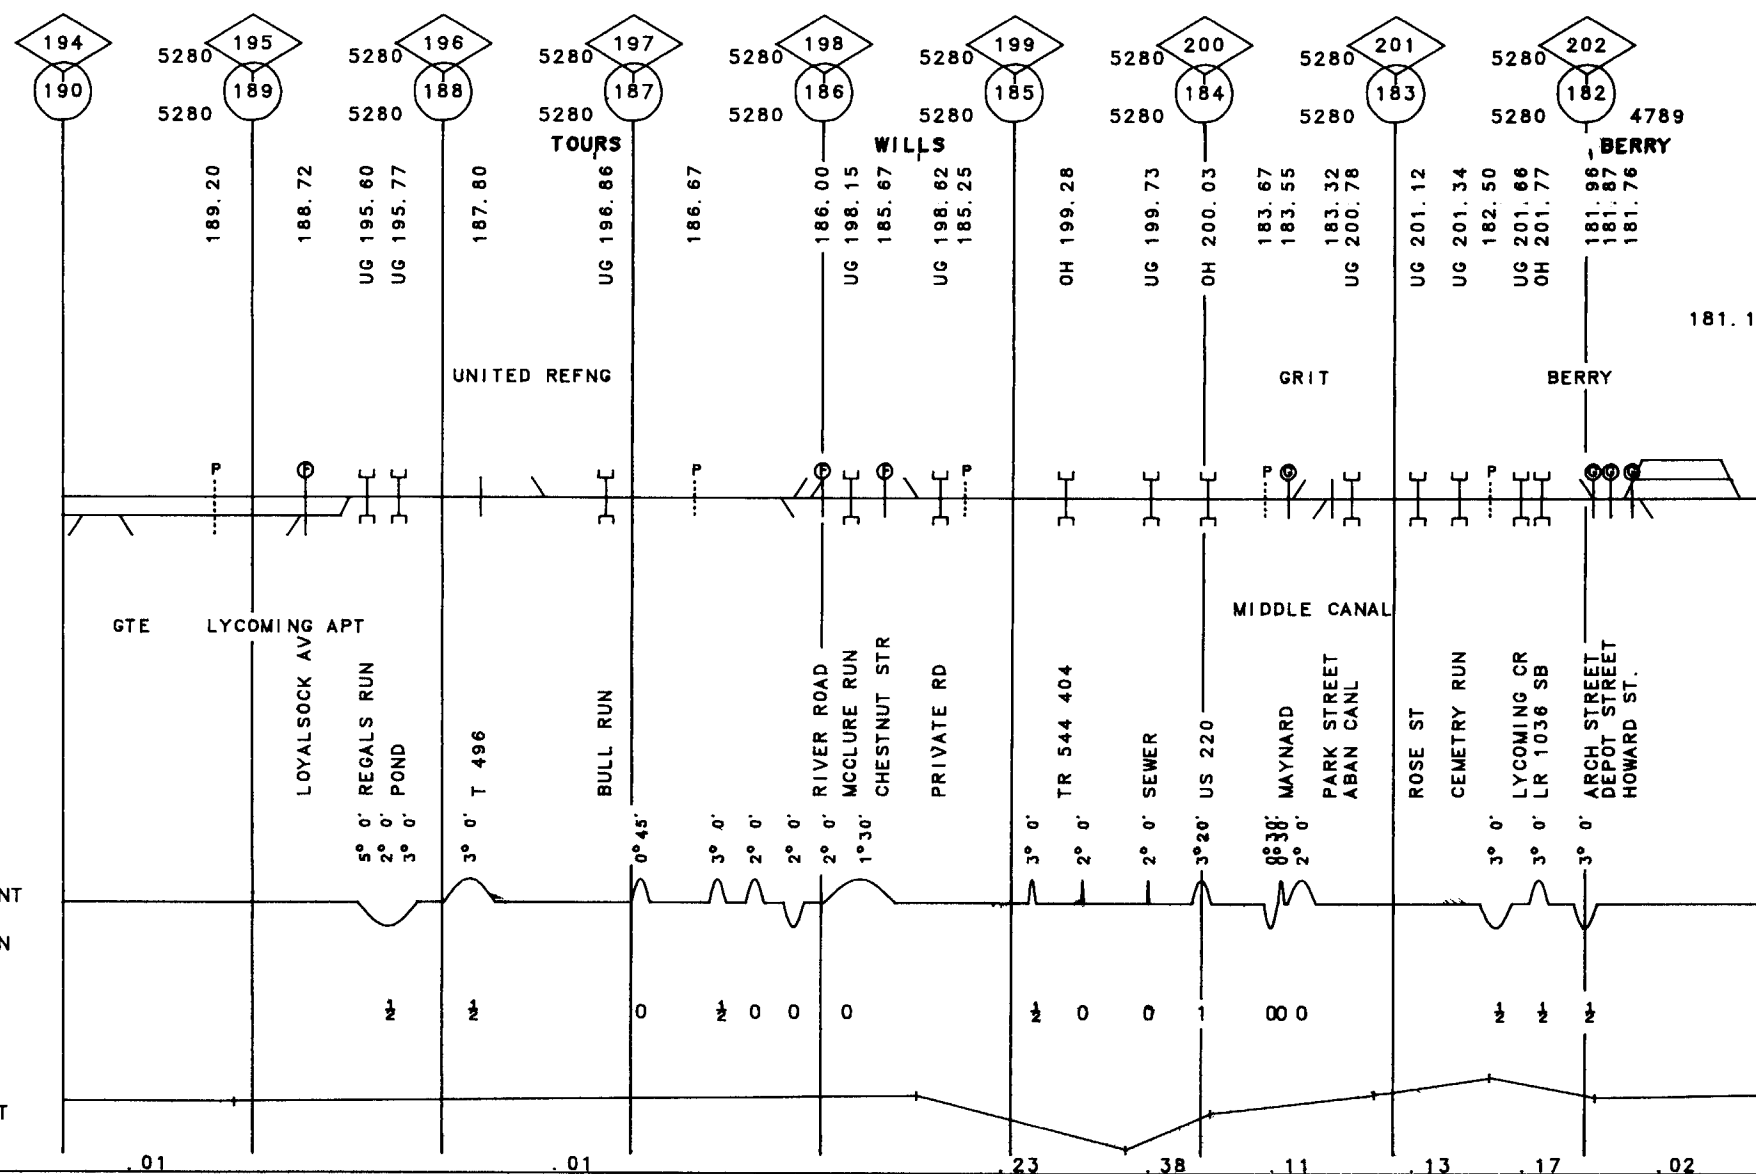 194 195 196 197 198 199 200 201 202
5280 5280 5280 5280 5280 5280 5280 5280
190 189 188 187 186 185 184 183 182
5280 5280 5280 5280 5280 5280 5280 5280 4789
TOURS WILLS BERRY
189.20
188.72
UG 195.60
UG 195.77
187.80
UG 196.86
186.67
186.00
UG 198.15
185.67
UG 198.62
185.25
OH 199.28
UG 199.73
OH 200.03
183.67
183.55
183.32
UG 200.78
UG 201.12
UG 201.34
182.50
UG 201.66
OH 201.77
181.96
181.87
181.76
181.1
UNITED REFNG GRIT BERRY
P F P F P P G P G G G
GTE LYCOMING APT MIDDLE CANAL
LOYALSOCK AV
REGALS RUN
POND
T 496
BULL RUN
RIVER ROAD
MCCLURE RUN
CHESTNUT STR
PRIVATE RD
TR 544 404
SEWER
US 220
MAYNARD
PARK STREET
ABAN CANL
ROSE ST
CEMETRY RUN
LYCOMING CR
LR 1036 SB
ARCH STREET
DEPOT STREET
HOWARD ST.
5° 0'
2° 0'
3° 0'
3° 0'
0°45'
3° 0'
2° 0'
2° 0'
2° 0'
1°30'
3° 0'
2° 0'
2° 0'
3°20'
0°30'
0°30'
2° 0'
3° 0'
3° 0'
3° 0'
NT
N
½ ½ 0 ½ 0 0 0 ½ 0 0 1 00 0 ½ ½ ½
T
.01 .01 .23 .38 .11 .13 .17 .02